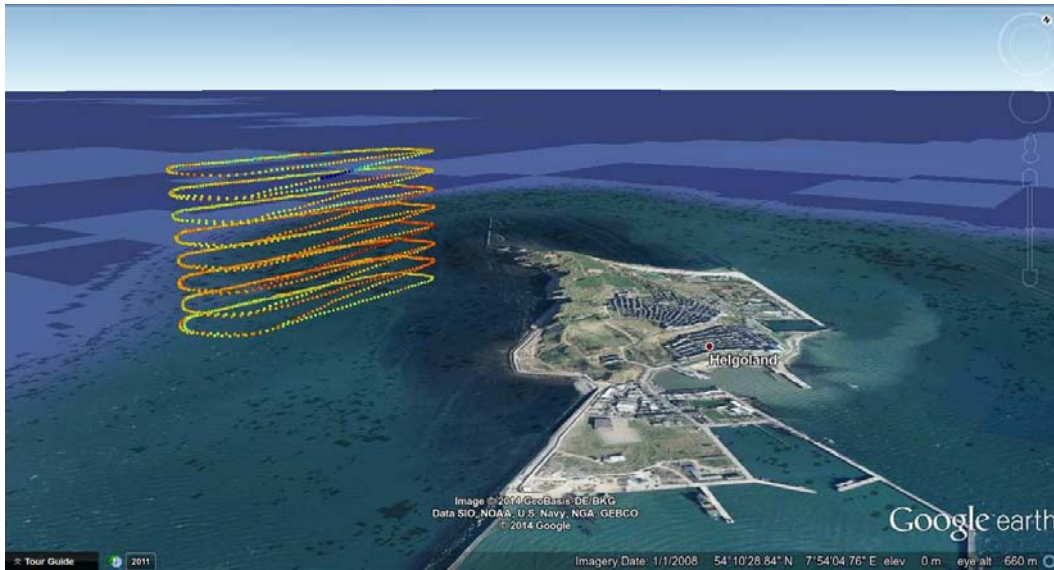 N
Helgoland
Image © 2014 GeoBasis-DE/BKG
Data SIO, NOAA, U.S. Navy, NGA, GEBCO
© 2014 Google
Google earth
Tour Guide 2011 Imagery Date: 1/1/2008 54°10'28.84" N 7°54'04.76" E elev 0 m eye alt 660 m